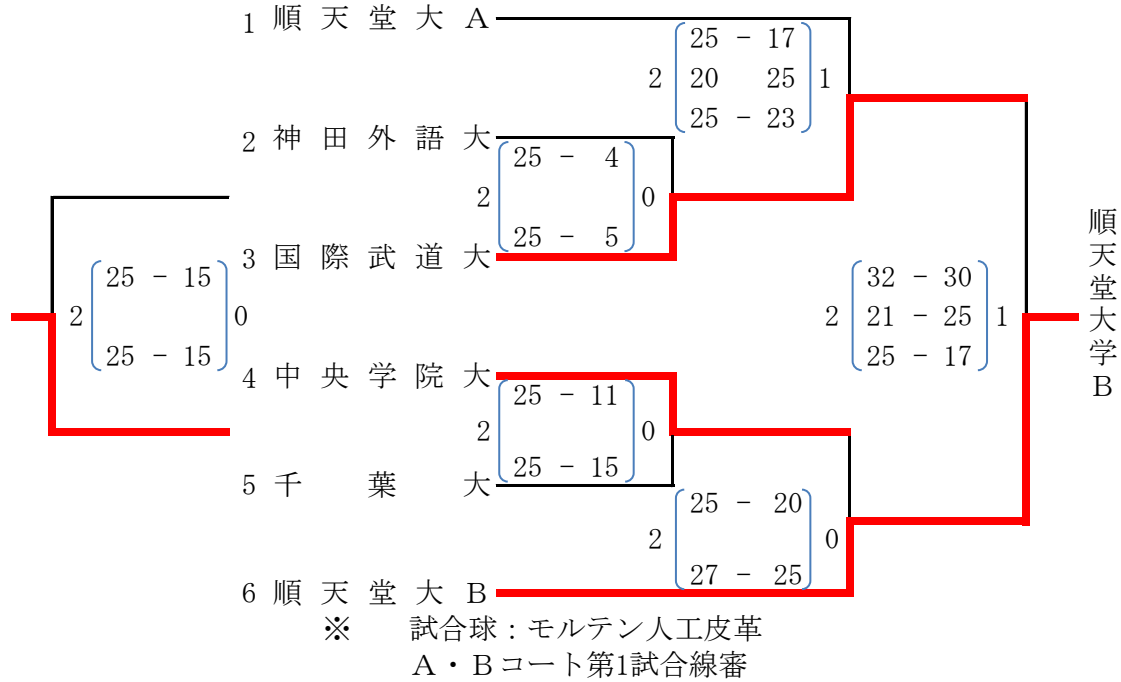 1 順天堂大A
25 - 17
2 20 25 1
25 - 23
2 神田外語大
25 - 4
2 0
25 - 5
3 国際武道大
25 - 15
2 0
25 - 15
32 - 30
2 21 - 25 1
25 - 17
順天堂大学B
4 中央学院大
25 - 11
2 0
25 - 15
5 千葉大
25 - 20
2 0
27 - 25
6 順天堂大B
※ 試合球：モルテン人工皮革
A・Bコート第1試合線審